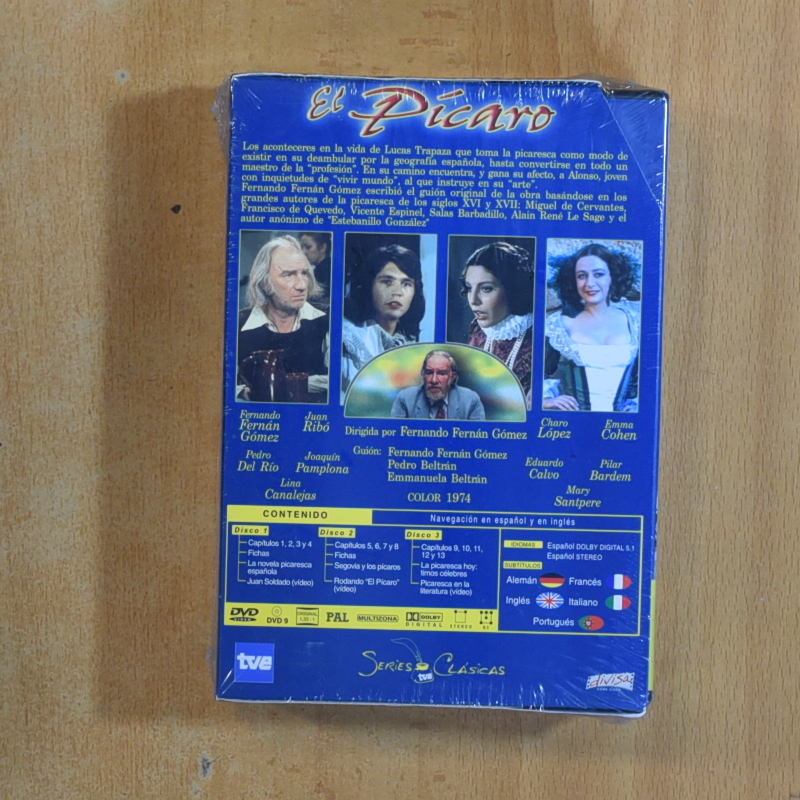 El Pícaro
Los aconteceres en la vida de Lucas Trapaza que toma la picaresca como modo de
existir en su deambular por la geografía española, hasta convertirse en todo un
maestro de la "profesión". En su camino encuentra, y gana su afecto, a Alonso, joven
con inquietudes de "vivir mundo", al que instruye en su "arte".
Fernando Fernán Gómez escribió el guión original de la obra basándose en los
grandes autores de la picaresca de los siglos XVI y XVII: Miguel de Cervantes,
Francisco de Quevedo, Vicente Espinel, Salas Barbadillo, Alain René Le Sage y el
autor anónimo de "Estebanillo González"
Fernando
Fernán
Gómez
Juan
Ribó
Charo
López
Emma
Cohen
Dirigida por Fernando Fernán Gómez
Pedro
Del Río
Joaquín
Pamplona
Lina
Canalejas
Guión: Fernando Fernán Gómez
Pedro Beltrán
Emmanuela Beltrán
Eduardo
Calvo
Pilar
Bardem
Mary
Santpere
COLOR 1974
CONTENIDO
Navegación en español y en inglés
Disco 1
Capítulos 1, 2, 3 y 4
Fichas
La novela picaresca
española
Juan Soldado (vídeo)
Disco 2
Capítulos 5, 6, 7 y 8
Fichas
Segovia y los pícaros
Rodando "El Pícaro"
(vídeo)
Disco 3
Capítulos 9, 10, 11,
12 y 13
La picaresca hoy:
timos célebres
Picaresca en la
literatura (vídeo)
IDIOMAS
Español DOLBY DIGITAL 5.1
Español STEREO
SUBTÍTULOS
Alemán
Francés
Inglés
Italiano
Portugués
DVD
VIDEO
DVD 9
PAL
MULTIZONA
DOLBY
DIGITAL
STEREO
tve
SERIES CLÁSICAS
tve
divisa